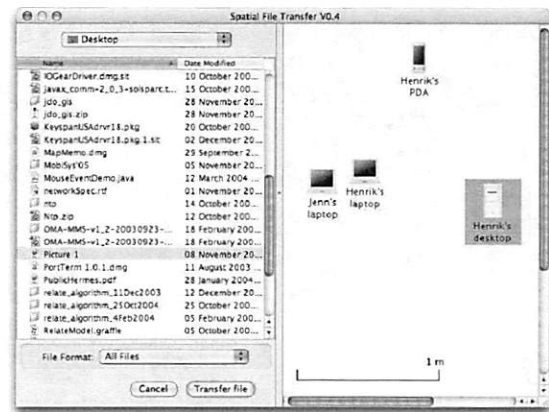 Spatial File Transfer V0.4
Desktop
Name Date Modified
IOGearDriver.dmg.sit 10 October 200...
javax_comm-2_0_3-solsparc.t... 15 October 200...
jdo_gis 28 November 20...
jdo_gis.zip 28 November 20...
KeyspanUSAdrvr18.pkg 20 October 200...
KeyspanUSAdrvr18.pkg.1.sit 02 December 20...
MapMemo.dmg 29 September 2...
MobiSys'05 05 November 20...
MouseEventDemo.java 12 March 2004 ...
networkSpec.rtf 01 November 20...
ntp 14 October 200...
Ntp.zip 12 October 200...
OMA-MMS-v1_2-20030923-... 18 February 200...
OMA-MMS-v1_2-20030923-... 18 February 200...
Picture 1 08 November 20...
PortTerm 1.0.1.dmg 11 August 2003 ...
PublicHermes.pdf 28 January 2004...
relate_algorithm_11Dec2003 12 December 20...
relate_algorithm_25Oct2004 25 October 200...
relate_algorithm_4Feb2004 05 February 200...
RelateModel.graffle 05 October 200...
File Format: All Files
Cancel Transfer file
Henrik's
PDA
Jenn's
laptop
Henrik's
laptop
Henrik's
desktop
1 m